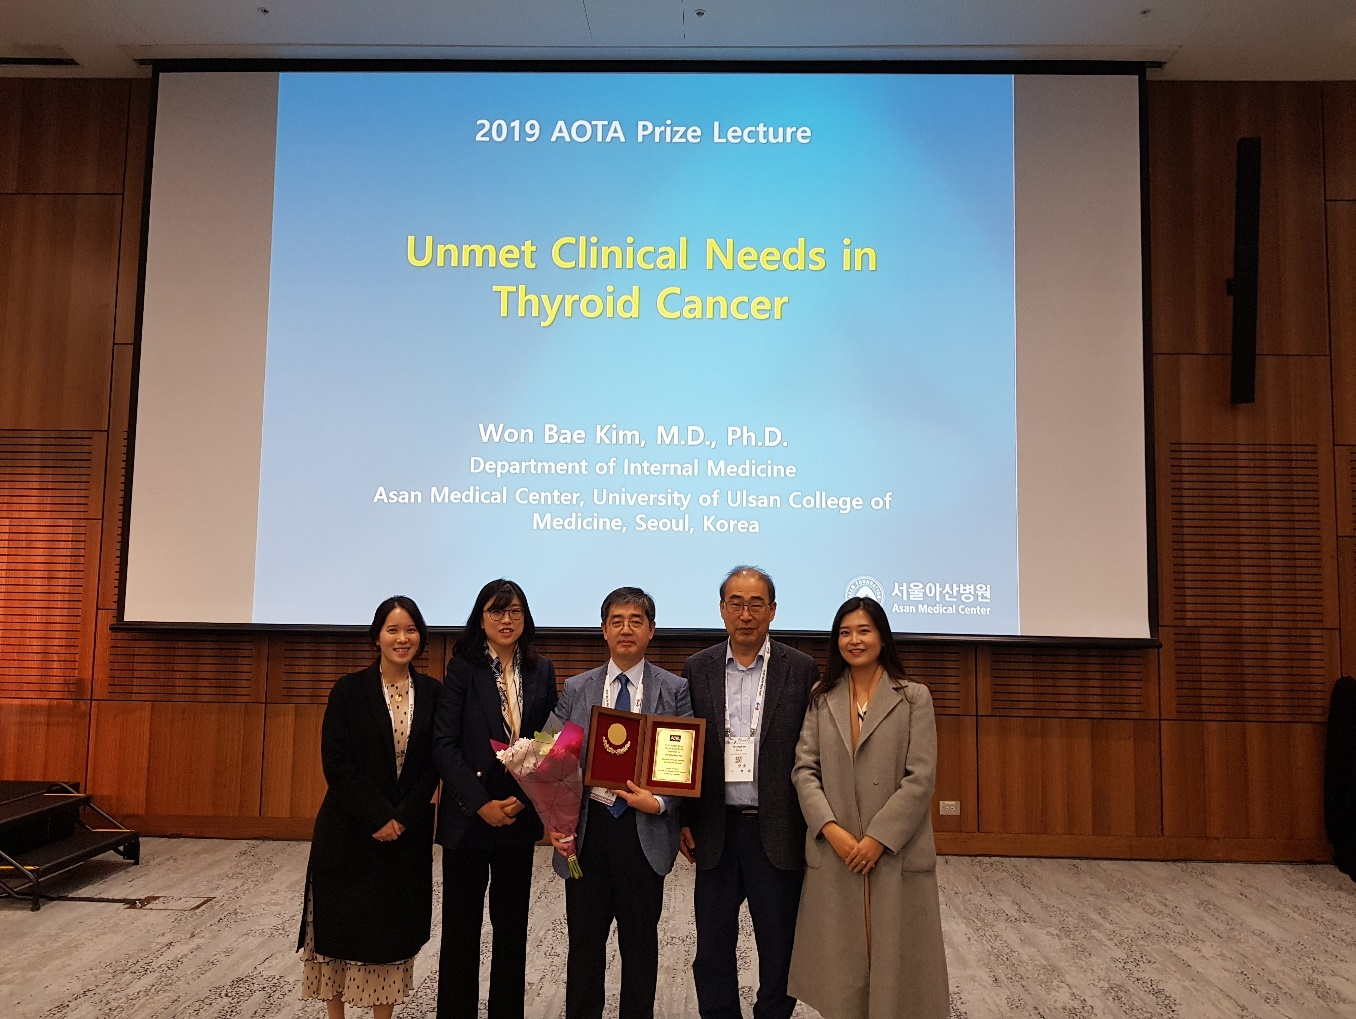 2019 AOTA Prize Lecture
Unmet Clinical Needs in
Thyroid Cancer
Won Bae Kim, M.D., Ph.D.
Department of Internal Medicine
Asan Medical Center, University of Ulsan College of
Medicine, Seoul, Korea
서울아산병원
Asan Medical Center